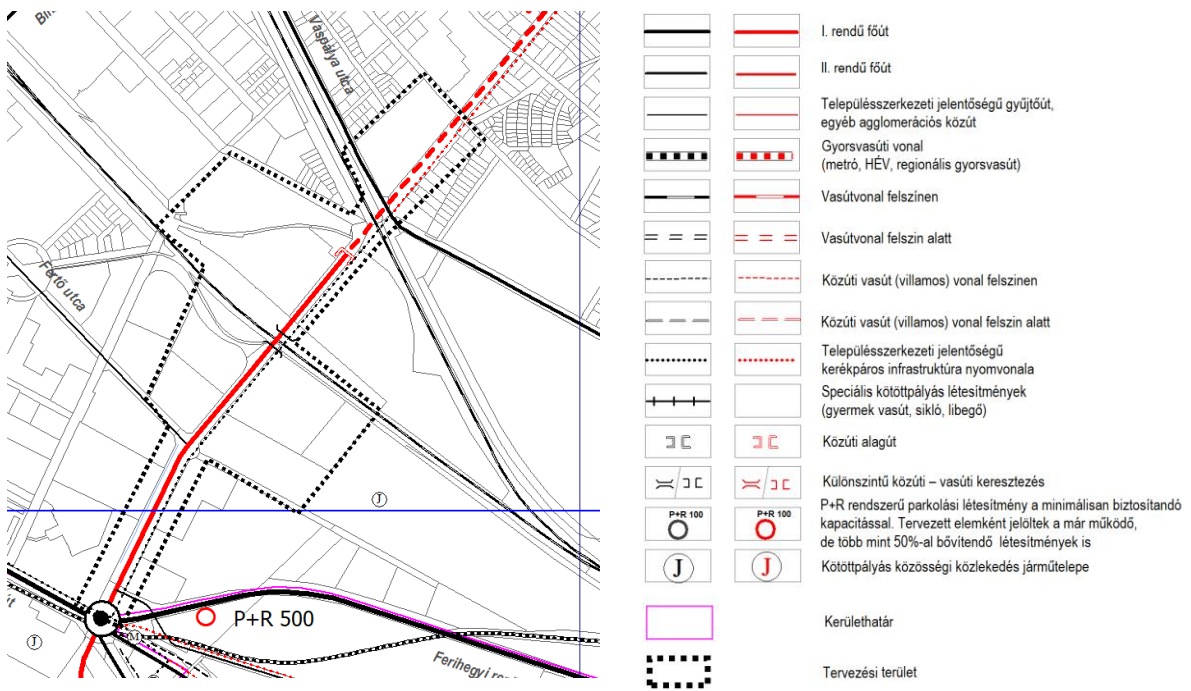 Vaspálya utca
Fertő utca
J
J
M
P+R 500
Ferihegyi
I. rendű főút
II. rendű főút
Településszerkezeti jelentőségű gyűjtőút,
egyéb agglomerációs közút
Gyorsvasúti vonal
(metró, HÉV, regionális gyorsvasút)
Vasútvonal felszínen
Vasútvonal felszin alatt
Közúti vasút (villamos) vonal felszinen
Közúti vasút (villamos) vonal felszin alatt
Településszerkezeti jelentőségű
kerékpáros infrastruktúra nyomvonala
Speciális kötöttpályás létesítmények
(gyermek vasút, sikló, libegő)
Közúti alagút
Különszintű közúti – vasúti keresztezés
P+R 100 P+R 100
P+R rendszerű parkolási létesítmény a minimálisan biztosítandó
kapacitással. Tervezett elemként jelöltek a már működő,
de több mint 50%-al bővítendő létesítmények is
J J
Kötöttpályás közösségi közlekedés járműtelepe
Kerülethatár
Tervezési terület